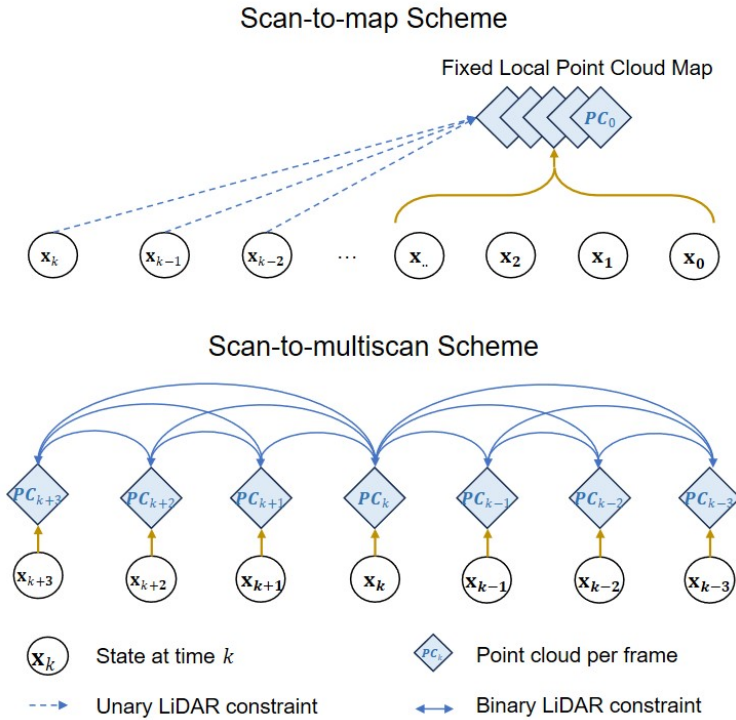 Scan-to-map Scheme
Fixed Local Point Cloud Map
PC₀
xₖ xₖ₋₁ xₖ₋₂ ... x.. x₂ x₁ x₀
Scan-to-multiscan Scheme
PCₖ₊₃ PCₖ₊₂ PCₖ₊₁ PCₖ PCₖ₋₁ PCₖ₋₂ PCₖ₋₃
xₖ₊₃ xₖ₊₂ xₖ₊₁ xₖ xₖ₋₁ xₖ₋₂ xₖ₋₃
xₖ State at time k PCₖ Point cloud per frame
Unary LiDAR constraint Binary LiDAR constraint